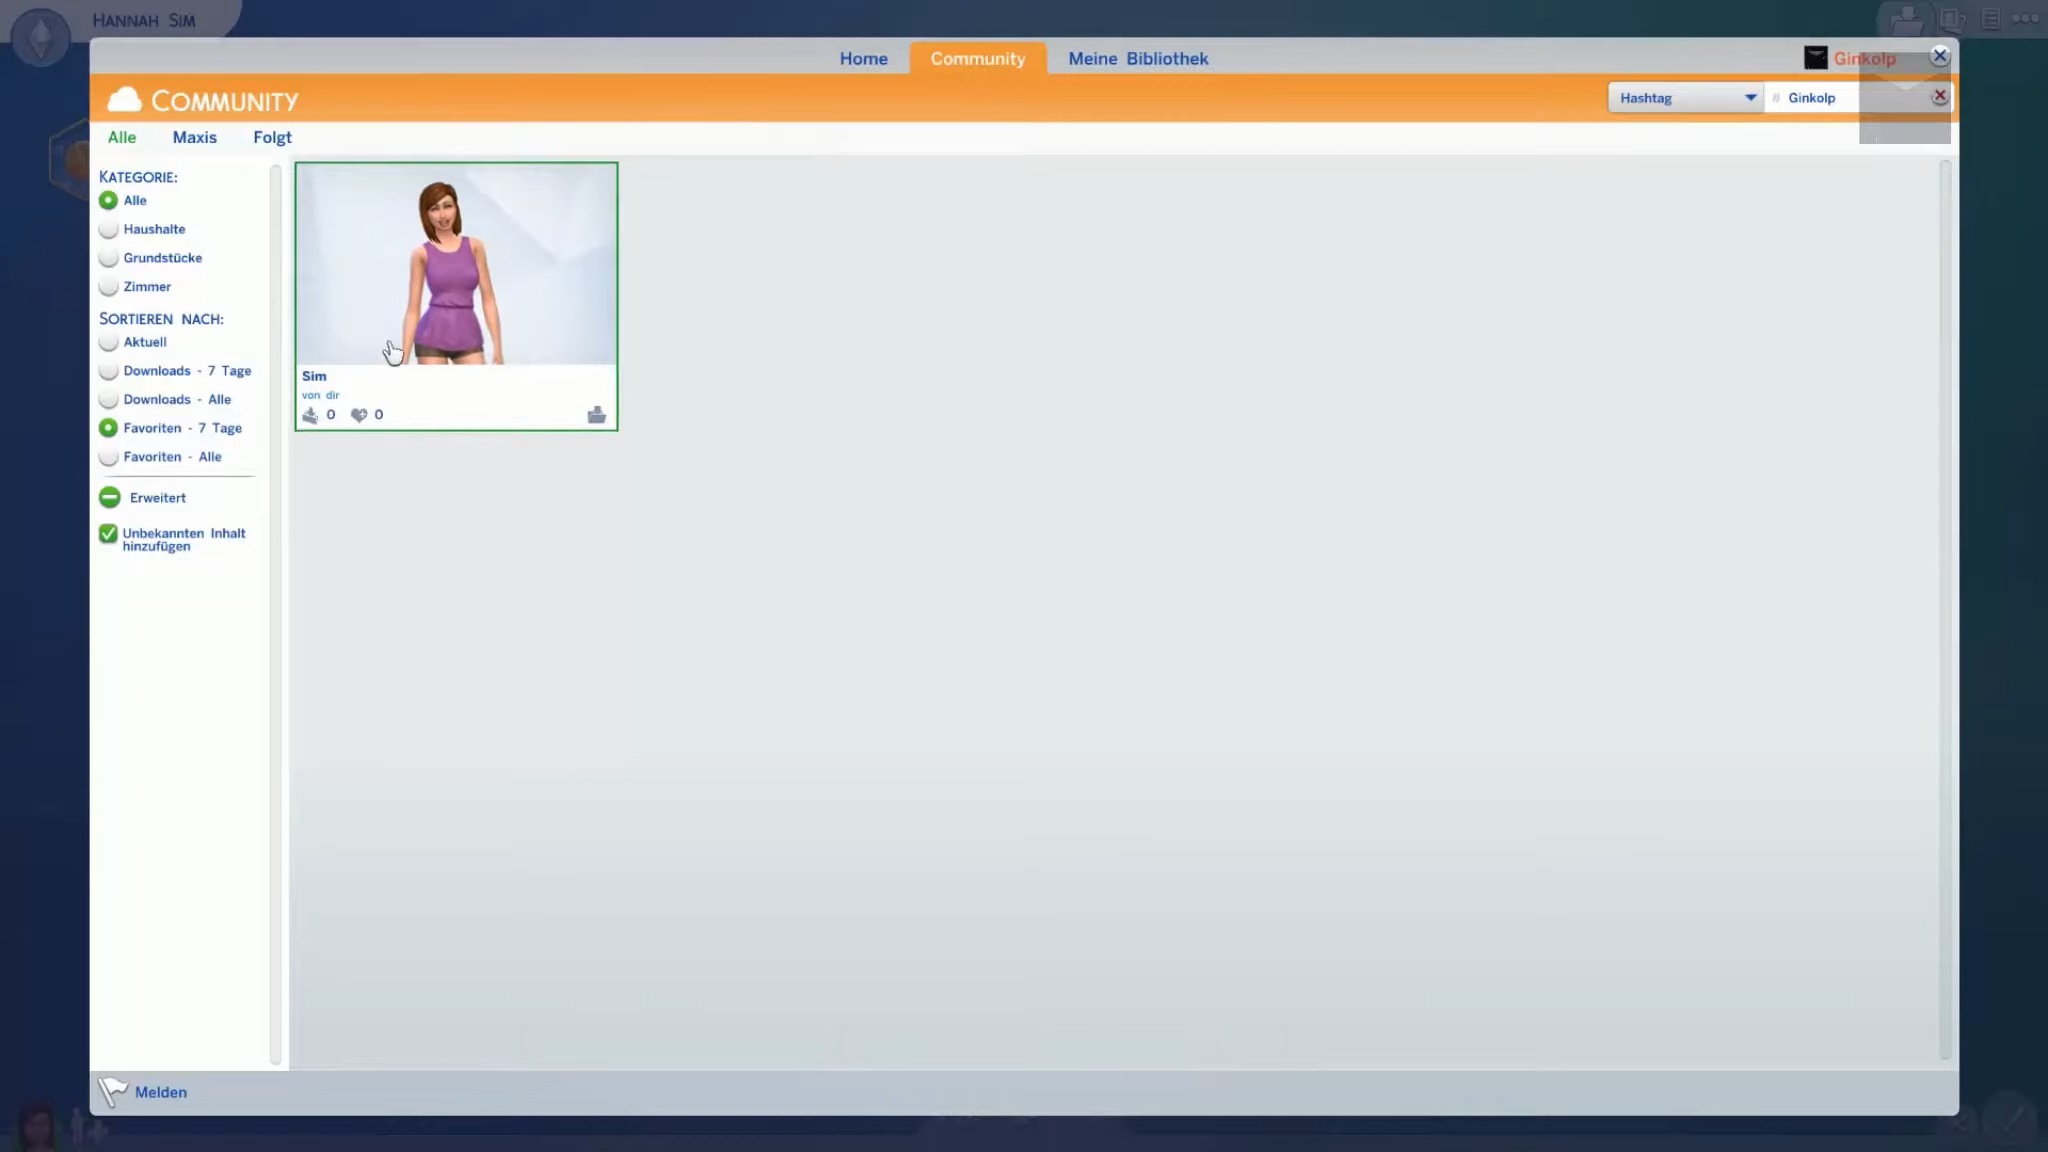 HANNAH SIM
Home
Community
Meine Bibliothek
Ginkolp
COMMUNITY
Hashtag
# Ginkolp
Alle
Maxis
Folgt
KATEGORIE:
Alle
Haushalte
Grundstücke
Zimmer
SORTIEREN NACH:
Aktuell
Downloads - 7 Tage
Downloads - Alle
Favoriten - 7 Tage
Favoriten - Alle
Erweitert
Unbekannten Inhalt
hinzufügen
Sim
von dir
0 0
Melden